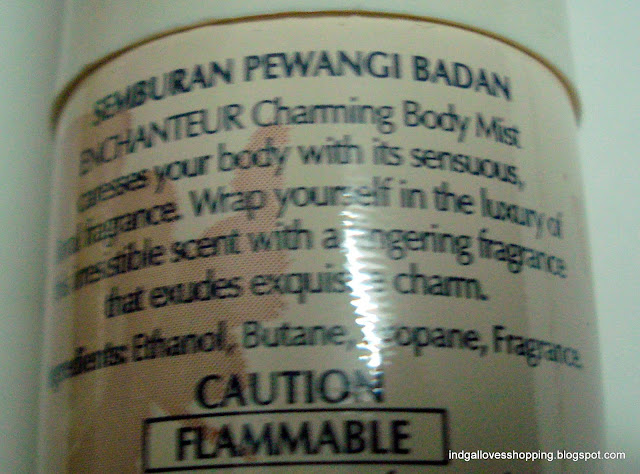 SEMBURAN PEWANGI BADAN
ENCHANTEUR Charming Body Mist
caresses your body with its sensuous,
fragrance. Wrap yourself in the luxury of
irresistible scent with a lingering fragrance
that exudes exquisite charm.
Ingredients: Ethanol, Butane, Fragrance.
CAUTION
FLAMMABLE
indgallovesshopping.blogspot.com